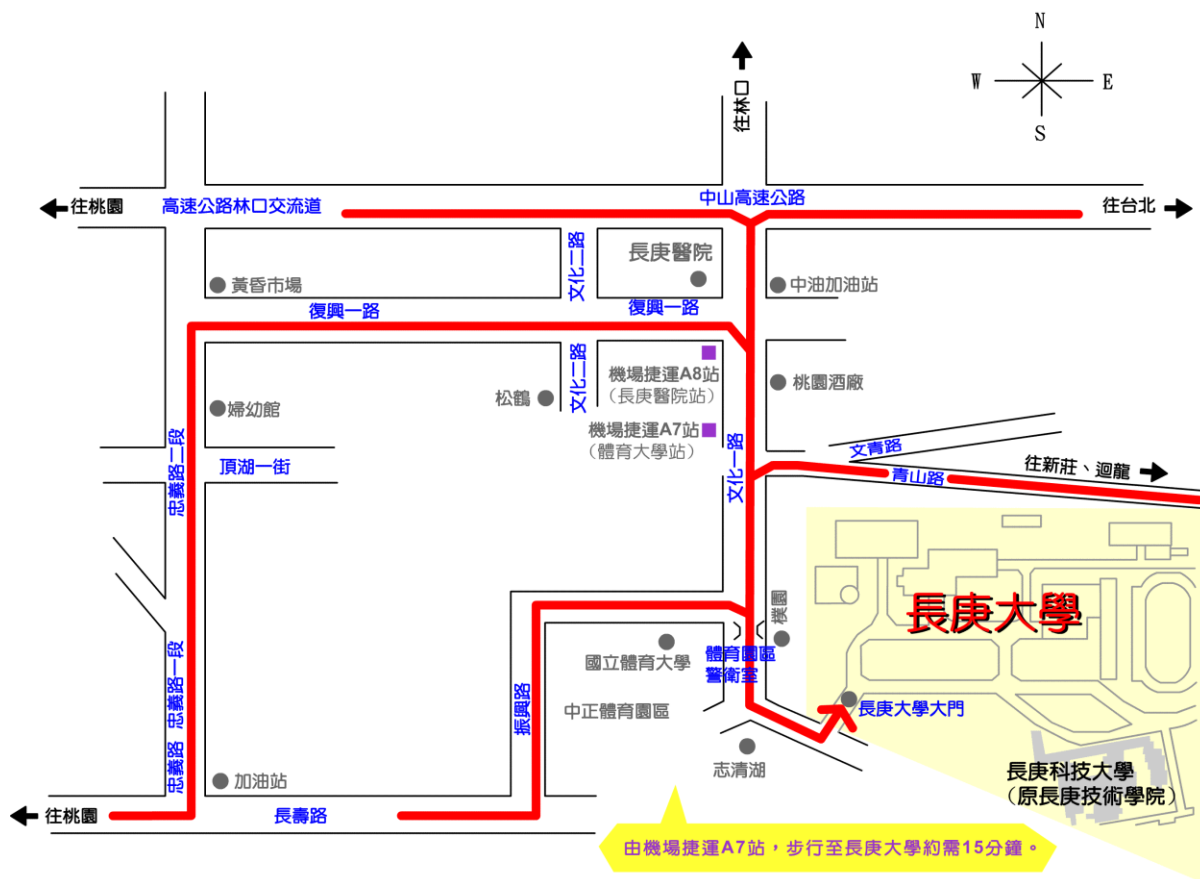 N
W
E
S
往林口
往桃園
高速公路林口交流道
中山高速公路
往台北
文化二路
長庚醫院
黃昏市場
中油加油站
復興一路
復興一路
文化二路
機場捷運A8站
（長庚醫院站）
桃園酒廠
松鶴
婦幼館
機場捷運A7站
（體育大學站）
忠義路二段
頂湖一街
文化一路
文青路
往新莊、迴龍
青山路
長庚大學
樸園
國立體育大學
體育園區
警衛室
忠義路一段
振興路
中正體育園區
長庚大學大門
忠義路
加油站
志清湖
長庚科技大學
（原長庚技術學院）
往桃園
長壽路
由機場捷運A7站，步行至長庚大學約需15分鐘。